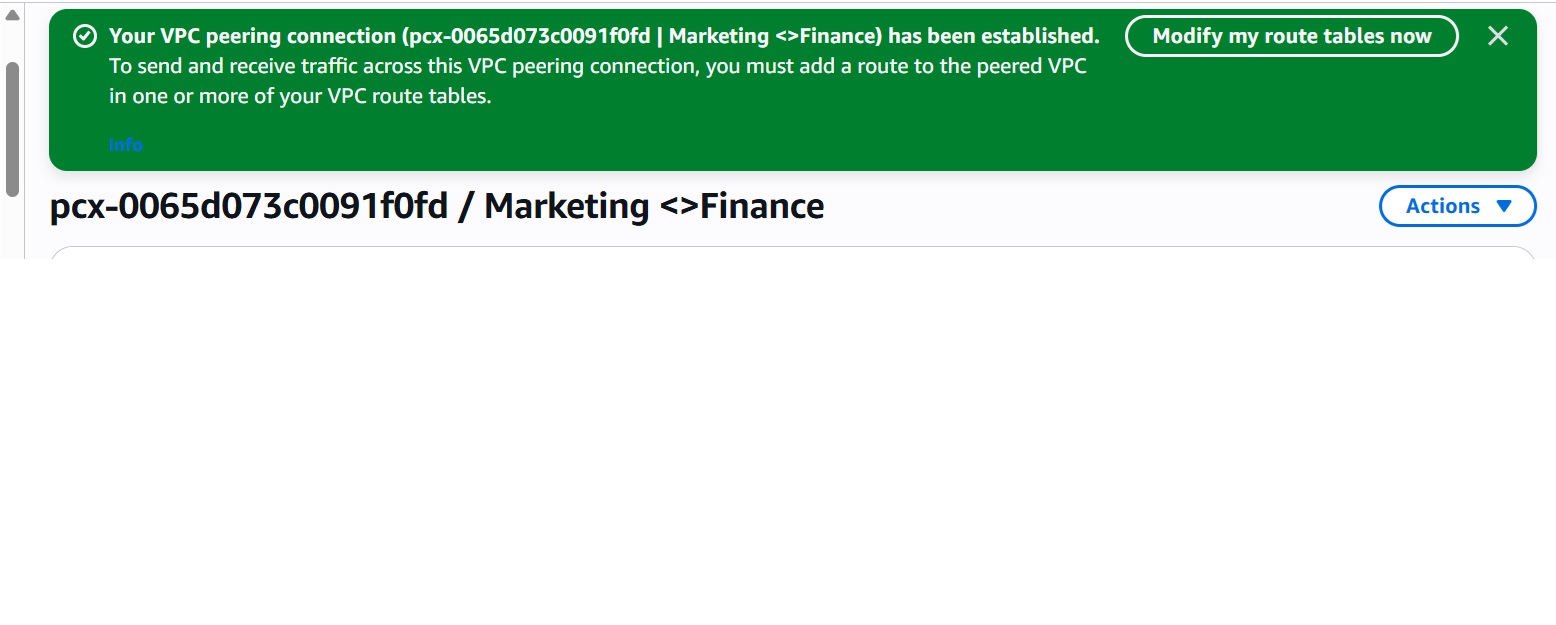 Your VPC peering connection (pcx-0065d073c0091f0fd | Marketing <>Finance) has been established.
To send and receive traffic across this VPC peering connection, you must add a route to the peered VPC
in one or more of your VPC route tables.
Modify my route tables now
Info
pcx-0065d073c0091f0fd / Marketing <>Finance
Actions